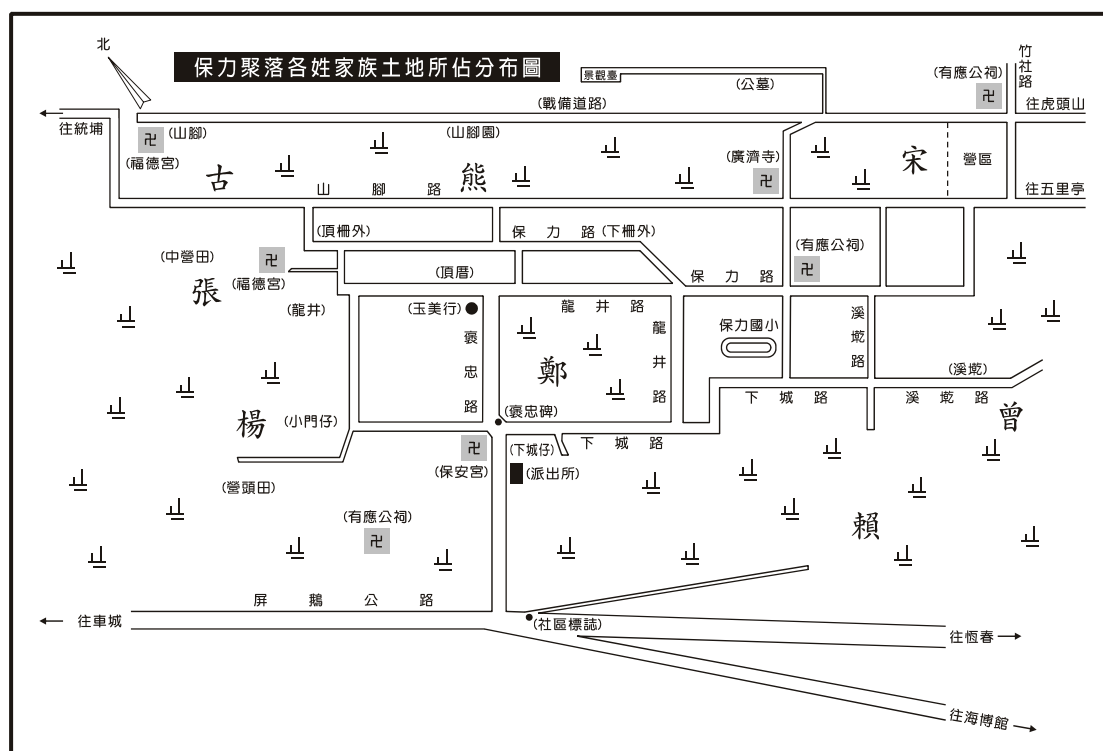 北
保力聚落各姓家族土地所佔分布圖
景觀臺
(公墓)
(有應公祠)
卍
竹社路
(戰備道路)
往虎頭山
往統埔
卍
(山腳)
(福德宮)
(山腳園)
(廣濟寺)
卍
古
熊
宋
營區
山腳路
往五里亭
(頂柵外)
保力路
(下柵外)
(有應公祠)
卍
(中營田)
卍
(福德宮)
張
(頂厝)
保力路
(龍井)
(玉美行)
龍井路
褒忠路
龍井路
保力國小
溪墘路
鄭
(溪墘)
下城路
溪墘路
楊
(小門仔)
(褒忠碑)
曾
卍
(保安宮)
(下城仔)
下城路
(派出所)
(營頭田)
(有應公祠)
卍
賴
屏鵝公路
往車城
(社區標誌)
往恆春
往海博館